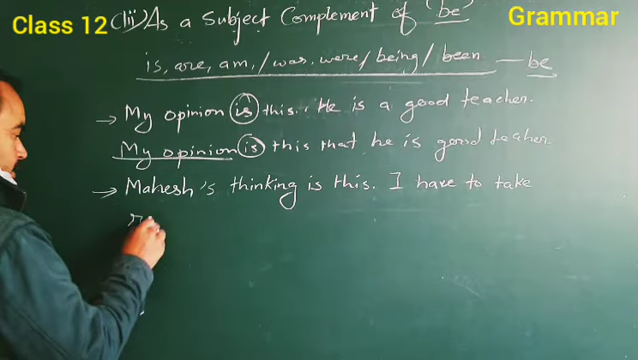 Class 12
Grammar
(iii) As a Subject Complement of 'be'
is, are, am, / was, were / being / been — be
→ My opinion is this. He is a good teacher.
My opinion is this that he is good teacher.
→ Mahesh's thinking is this. I have to take